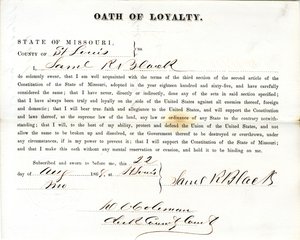 OATH OF LOYALTY.
STATE OF MISSOURI,
COUNTY OF St Louis } ss
I, Saml R Black
do solemnly swear, that I am well acquainted with the terms of the third section of the second article of the
Constitution of the State of Missouri, adopted in the year eighteen hundred and sixty-five, and have carefully
considered the same; that I have never, directly or indirectly, done any of the acts in said section specified;
that I have always been truly and loyally on the side of the United States against all enemies thereof, foreign
and domestic; that I will bear true faith and allegiance to the United States, and will support the Constitution
and laws thereof, as the supreme law of the land, any law or ordinance of any State to the contrary notwith-
standing; that I will, to the best of my ability, protect and defend the Union of the United States, and not allow
the same to be broken up and dissolved, or the Government thereof to be destroyed or overthrown, under
any circumstances, if in my power to prevent it; that I will support the Constitution of the State of Missouri;
and that I make this oath without any mental reservation or evasion, and hold it to be binding on me.
Subscribed and sworn to before me, this 22
day of Aug 186 St Louis
Mo
Saml R Black
Coleman
Clerk County Court